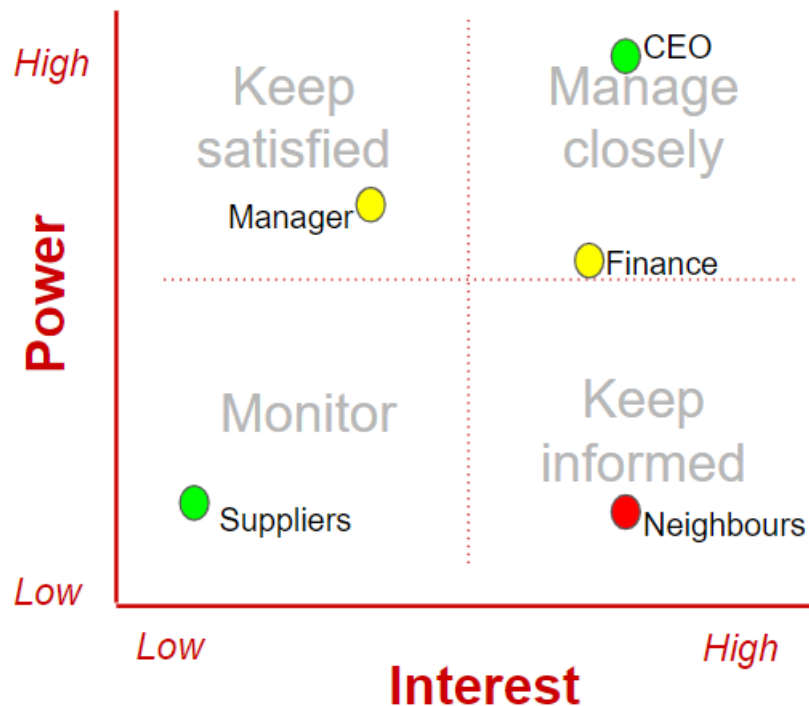 High
CEO
Keep
satisfied
Manage
closely
Manager
Finance
Power
Monitor
Keep
informed
Suppliers
Neighbours
Low
Low
High
Interest